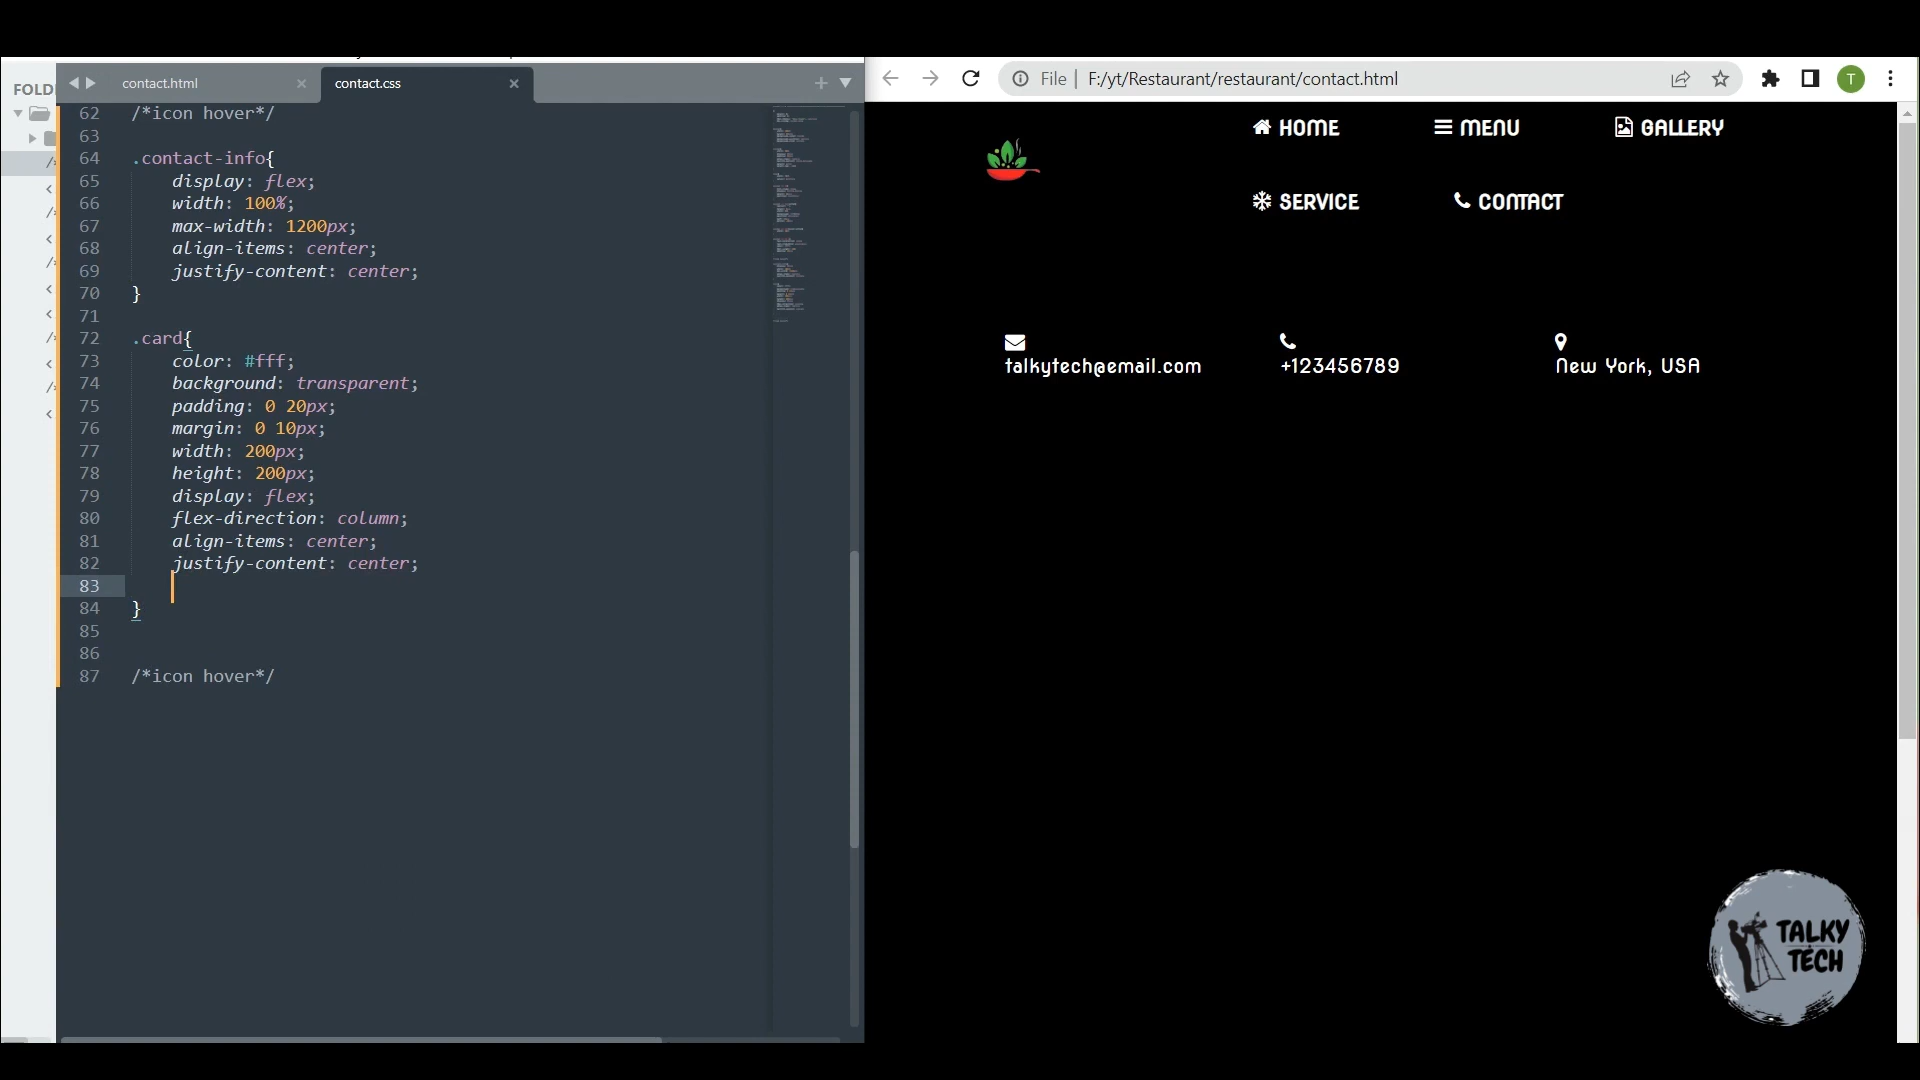 FOLD
contact.html
contact.css
62 /*icon hover*/
63
64 .contact-info{
65 display: flex;
66 width: 100%;
67 max-width: 1200px;
68 align-items: center;
69 justify-content: center;
70 }
71
72 .card{
73 color: #fff;
74 background: transparent;
75 padding: 0 20px;
76 margin: 0 10px;
77 width: 200px;
78 height: 200px;
79 display: flex;
80 flex-direction: column;
81 align-items: center;
82 justify-content: center;
83
84 }
85
86
87 /*icon hover*/
File | F:/yt/Restaurant/restaurant/contact.html
T
HOME MENU GALLERY
SERVICE CONTACT
talkytech@email.com +123456789 New York, USA
TALKY
TECH